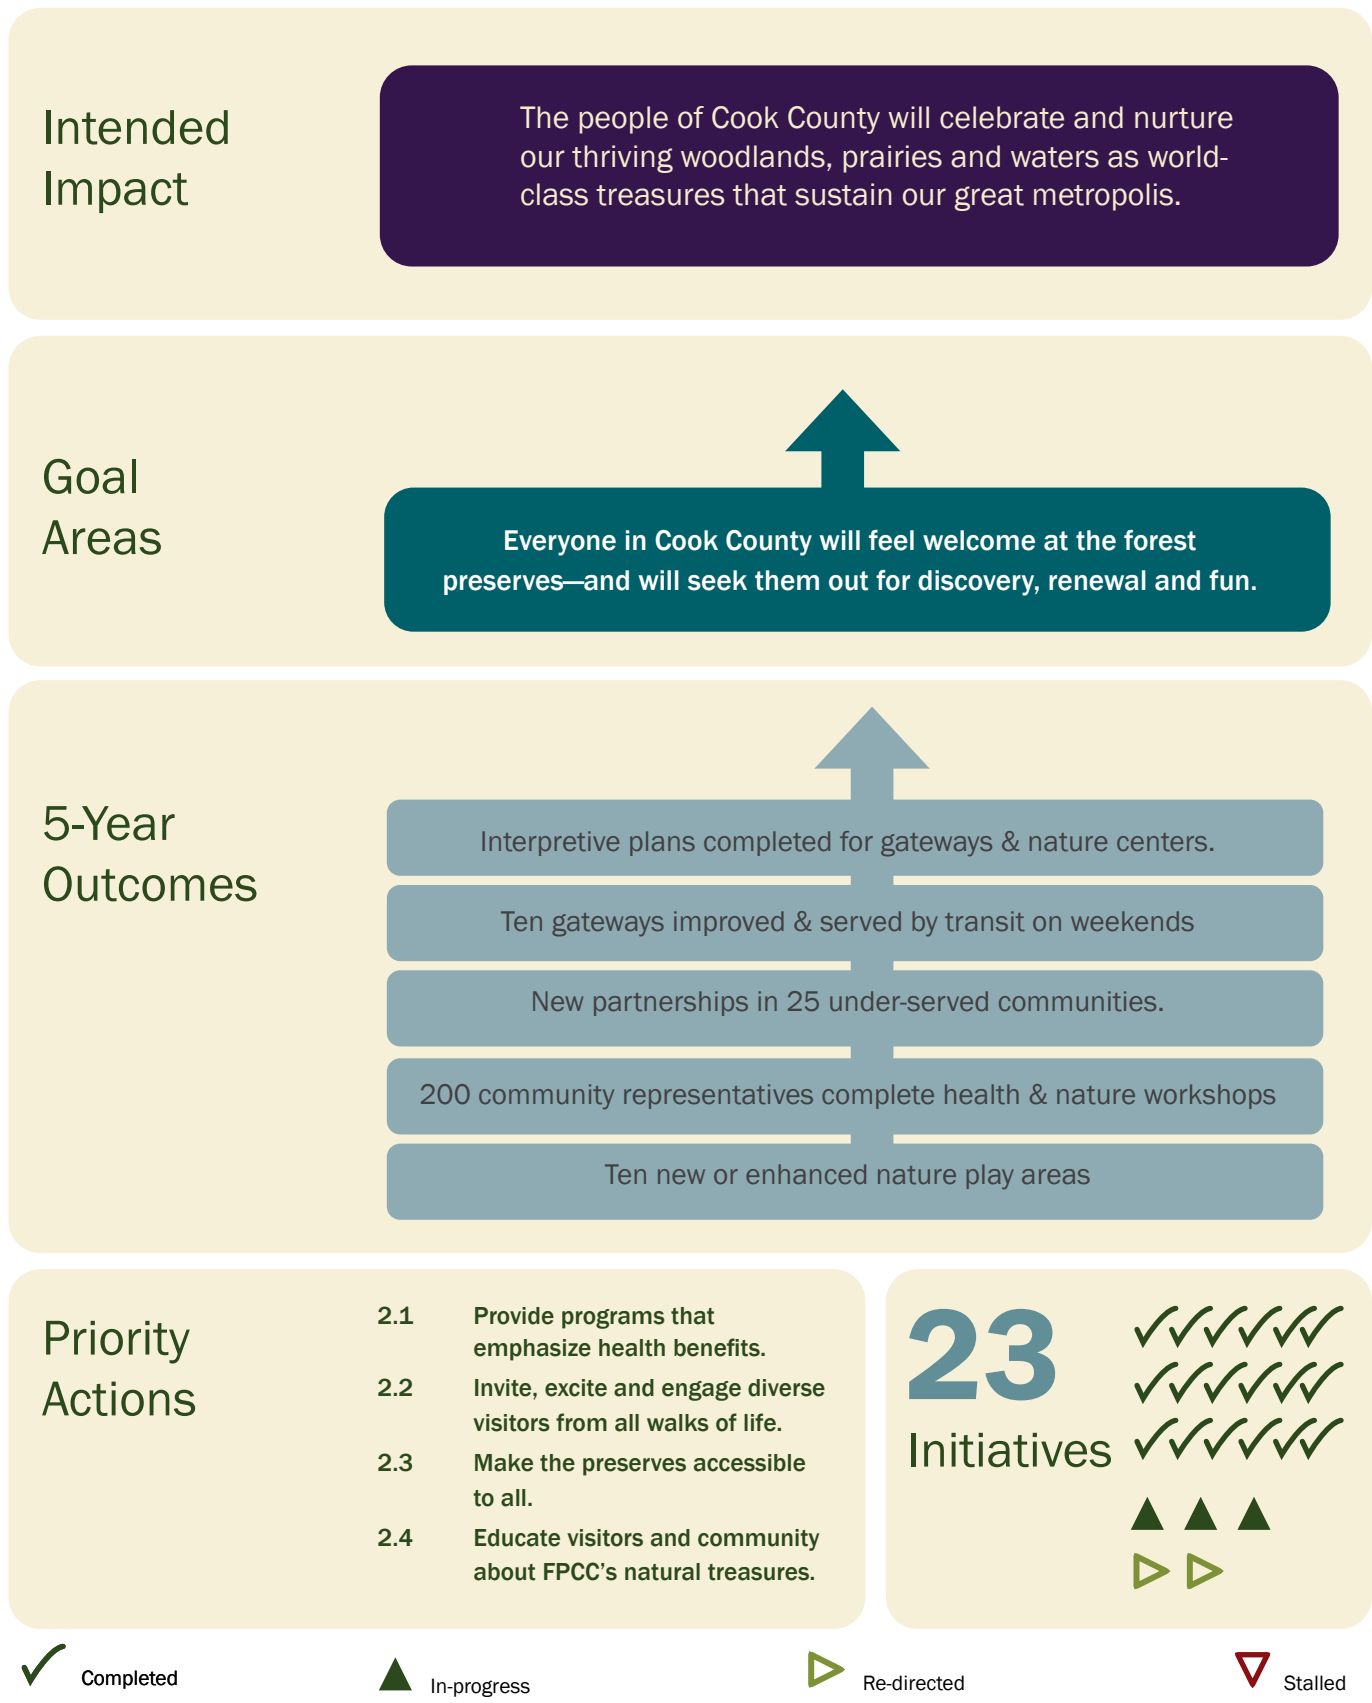 Intended
Impact
The people of Cook County will celebrate and nurture
our thriving woodlands, prairies and waters as world-
class treasures that sustain our great metropolis.
Goal
Areas
Everyone in Cook County will feel welcome at the forest
preserves—and will seek them out for discovery, renewal and fun.
5-Year
Outcomes
Interpretive plans completed for gateways & nature centers.
Ten gateways improved & served by transit on weekends
New partnerships in 25 under-served communities.
200 community representatives complete health & nature workshops
Ten new or enhanced nature play areas
Priority
Actions
2.1 Provide programs that
emphasize health benefits.
2.2 Invite, excite and engage diverse
visitors from all walks of life.
2.3 Make the preserves accessible
to all.
2.4 Educate visitors and community
about FPCC's natural treasures.
23
Initiatives
Completed
In-progress
Re-directed
Stalled